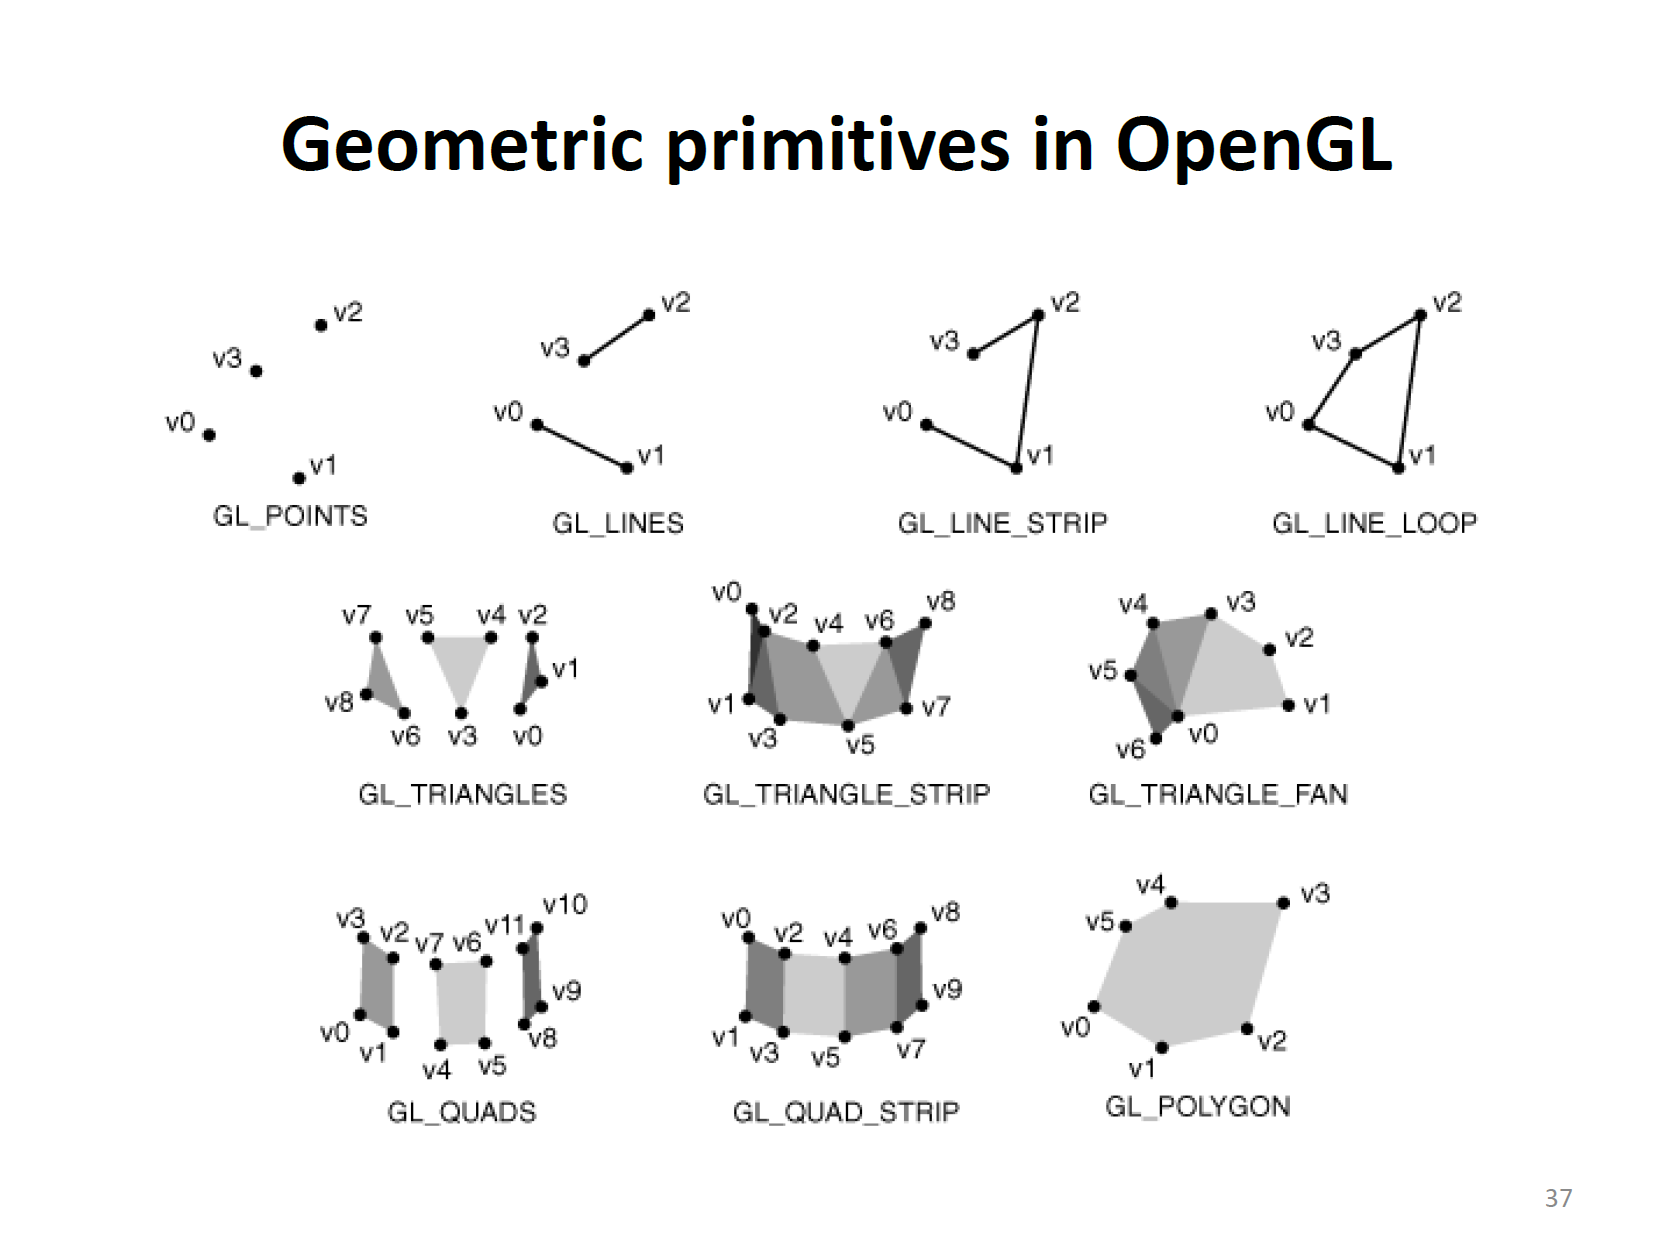 Geometric primitives in OpenGL
v2
v3
v0
v1
GL_POINTS
v2
v3
v0
v1
GL_LINES
v2
v3
v0
v1
GL_LINE_STRIP
v2
v3
v0
v1
GL_LINE_LOOP
v7 v5 v4 v2
v1
v8
v6 v3 v0
GL_TRIANGLES
v0
v2 v4 v6 v8
v1
v3 v5 v7
GL_TRIANGLE_STRIP
v4 v3
v2
v5
v1
v6 v0
GL_TRIANGLE_FAN
v3 v2 v7 v6 v11 v10
v9
v0
v1 v4 v5 v8
GL_QUADS
v0 v2 v4 v6 v8
v9
v1 v3 v5 v7
GL_QUAD_STRIP
v4 v3
v5
v0 v2
v1
GL_POLYGON
37